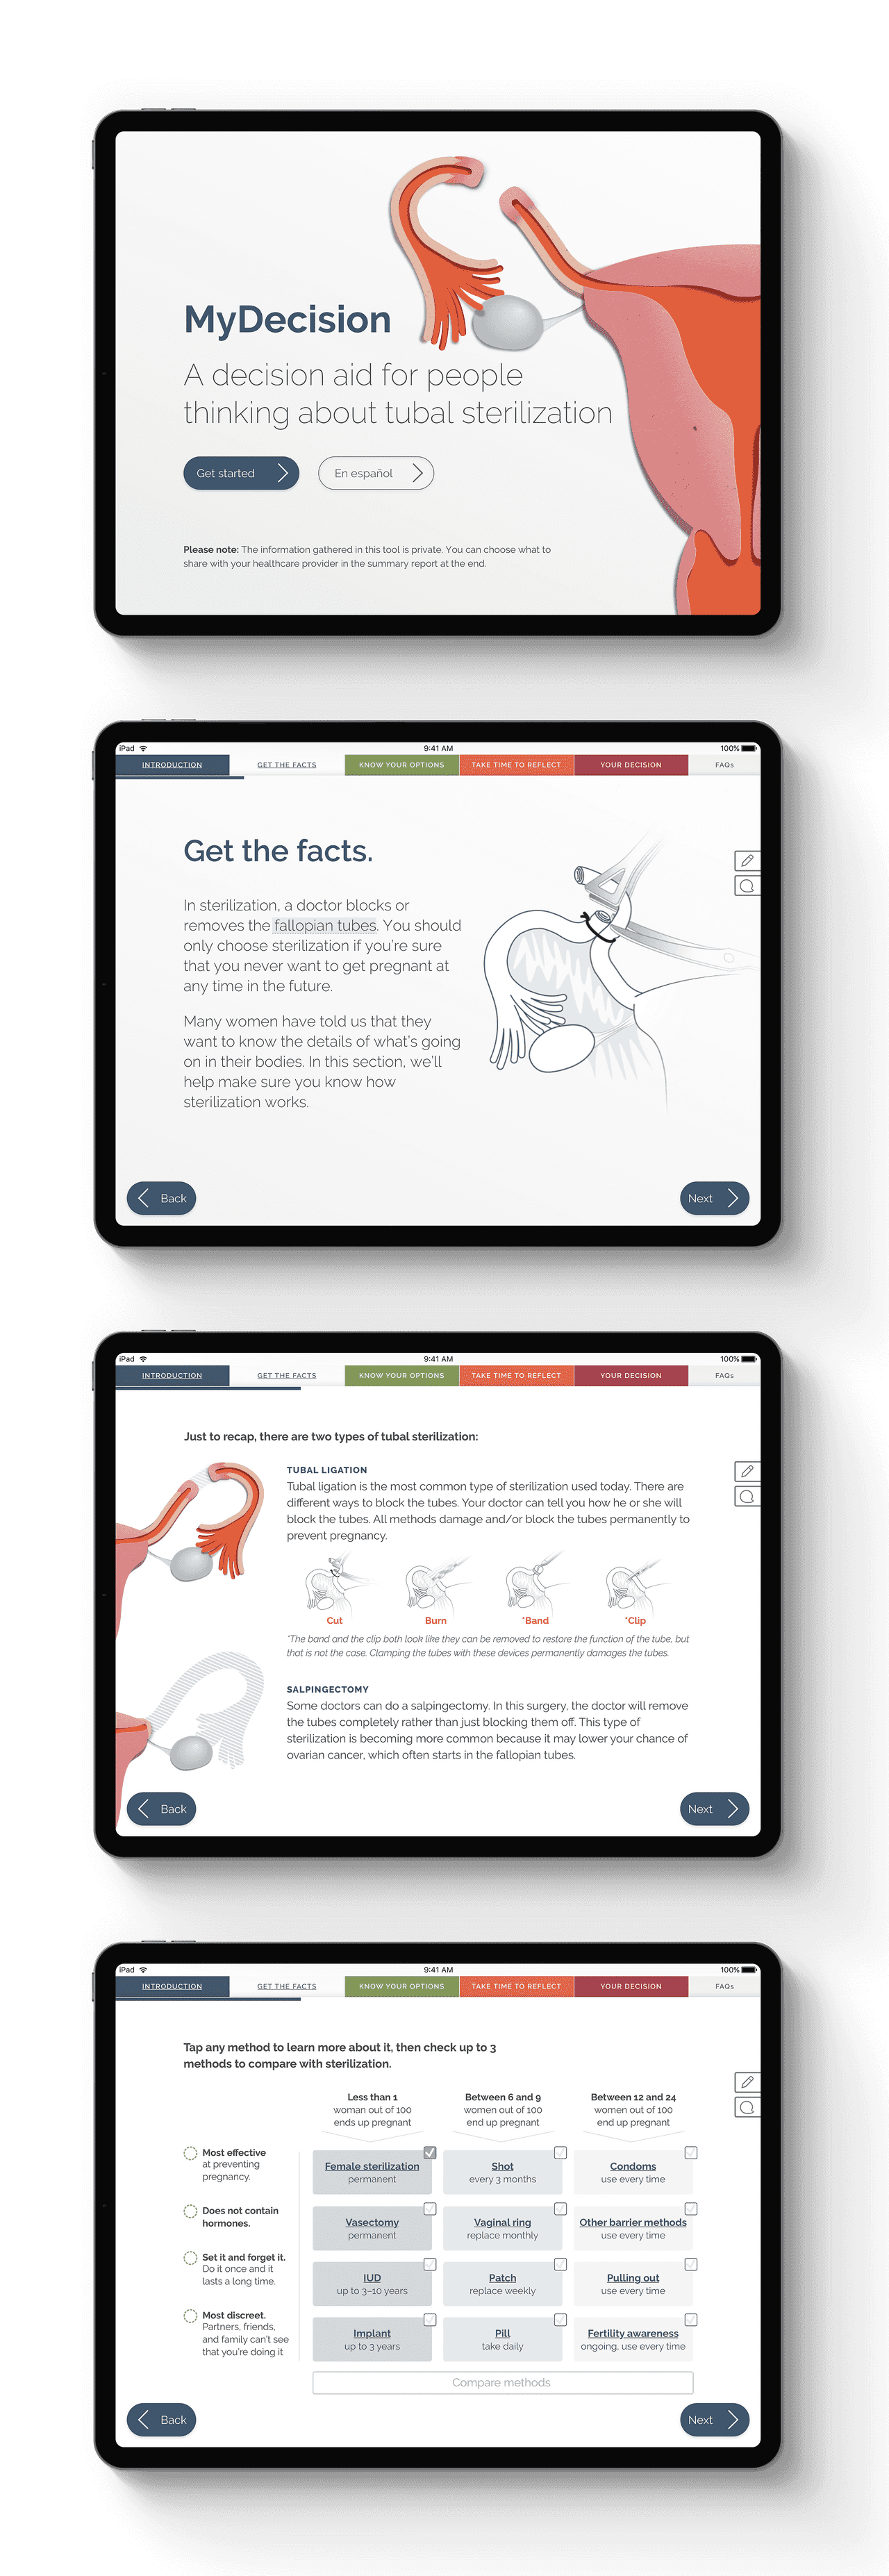 MyDecision
A decision aid for people
thinking about tubal sterilization
Get started
En español
Please note: The information gathered in this tool is private. You can choose what to
share with your healthcare provider in the summary report at the end.
iPad
9:41 AM
100%
INTRODUCTION
GET THE FACTS
KNOW YOUR OPTIONS
TAKE TIME TO REFLECT
YOUR DECISION
FAQs
Get the facts.
In sterilization, a doctor blocks or
removes the fallopian tubes. You should
only choose sterilization if you're sure
that you never want to get pregnant at
any time in the future.
Many women have told us that they
want to know the details of what's going
on in their bodies. In this section, we'll
help make sure you know how
sterilization works.
Back
Next
iPad
9:41 AM
100%
INTRODUCTION
GET THE FACTS
KNOW YOUR OPTIONS
TAKE TIME TO REFLECT
YOUR DECISION
FAQs
Just to recap, there are two types of tubal sterilization:
TUBAL LIGATION
Tubal ligation is the most common type of sterilization used today. There are
different ways to block the tubes. Your doctor can tell you how he or she will
block the tubes. All methods damage and/or block the tubes permanently to
prevent pregnancy.
Cut
Burn
*Band
*Clip
*The band and the clip both look like they can be removed to restore the function of the tube, but
that is not the case. Clamping the tubes with these devices permanently damages the tubes.
SALPINGECTOMY
Some doctors can do a salpingectomy. In this surgery, the doctor will remove
the tubes completely rather than just blocking them off. This type of
sterilization is becoming more common because it may lower your chance of
ovarian cancer, which often starts in the fallopian tubes.
Back
Next
iPad
9:41 AM
100%
INTRODUCTION
GET THE FACTS
KNOW YOUR OPTIONS
TAKE TIME TO REFLECT
YOUR DECISION
FAQs
Tap any method to learn more about it, then check up to 3
methods to compare with sterilization.
Less than 1
woman out of 100
ends up pregnant
Between 6 and 9
women out of 100
end up pregnant
Between 12 and 24
women out of 100
end up pregnant
Most effective
at preventing
pregnancy.
Does not contain
hormones.
Set it and forget it.
Do it once and it
lasts a long time.
Most discreet.
Partners, friends,
and family can't see
that you're doing it
Female sterilization
permanent
Shot
every 3 months
Condoms
use every time
Vasectomy
permanent
Vaginal ring
replace monthly
Other barrier methods
use every time
IUD
up to 3–10 years
Patch
replace weekly
Pulling out
use every time
Implant
up to 3 years
Pill
take daily
Fertility awareness
ongoing, use every time
Compare methods
Back
Next